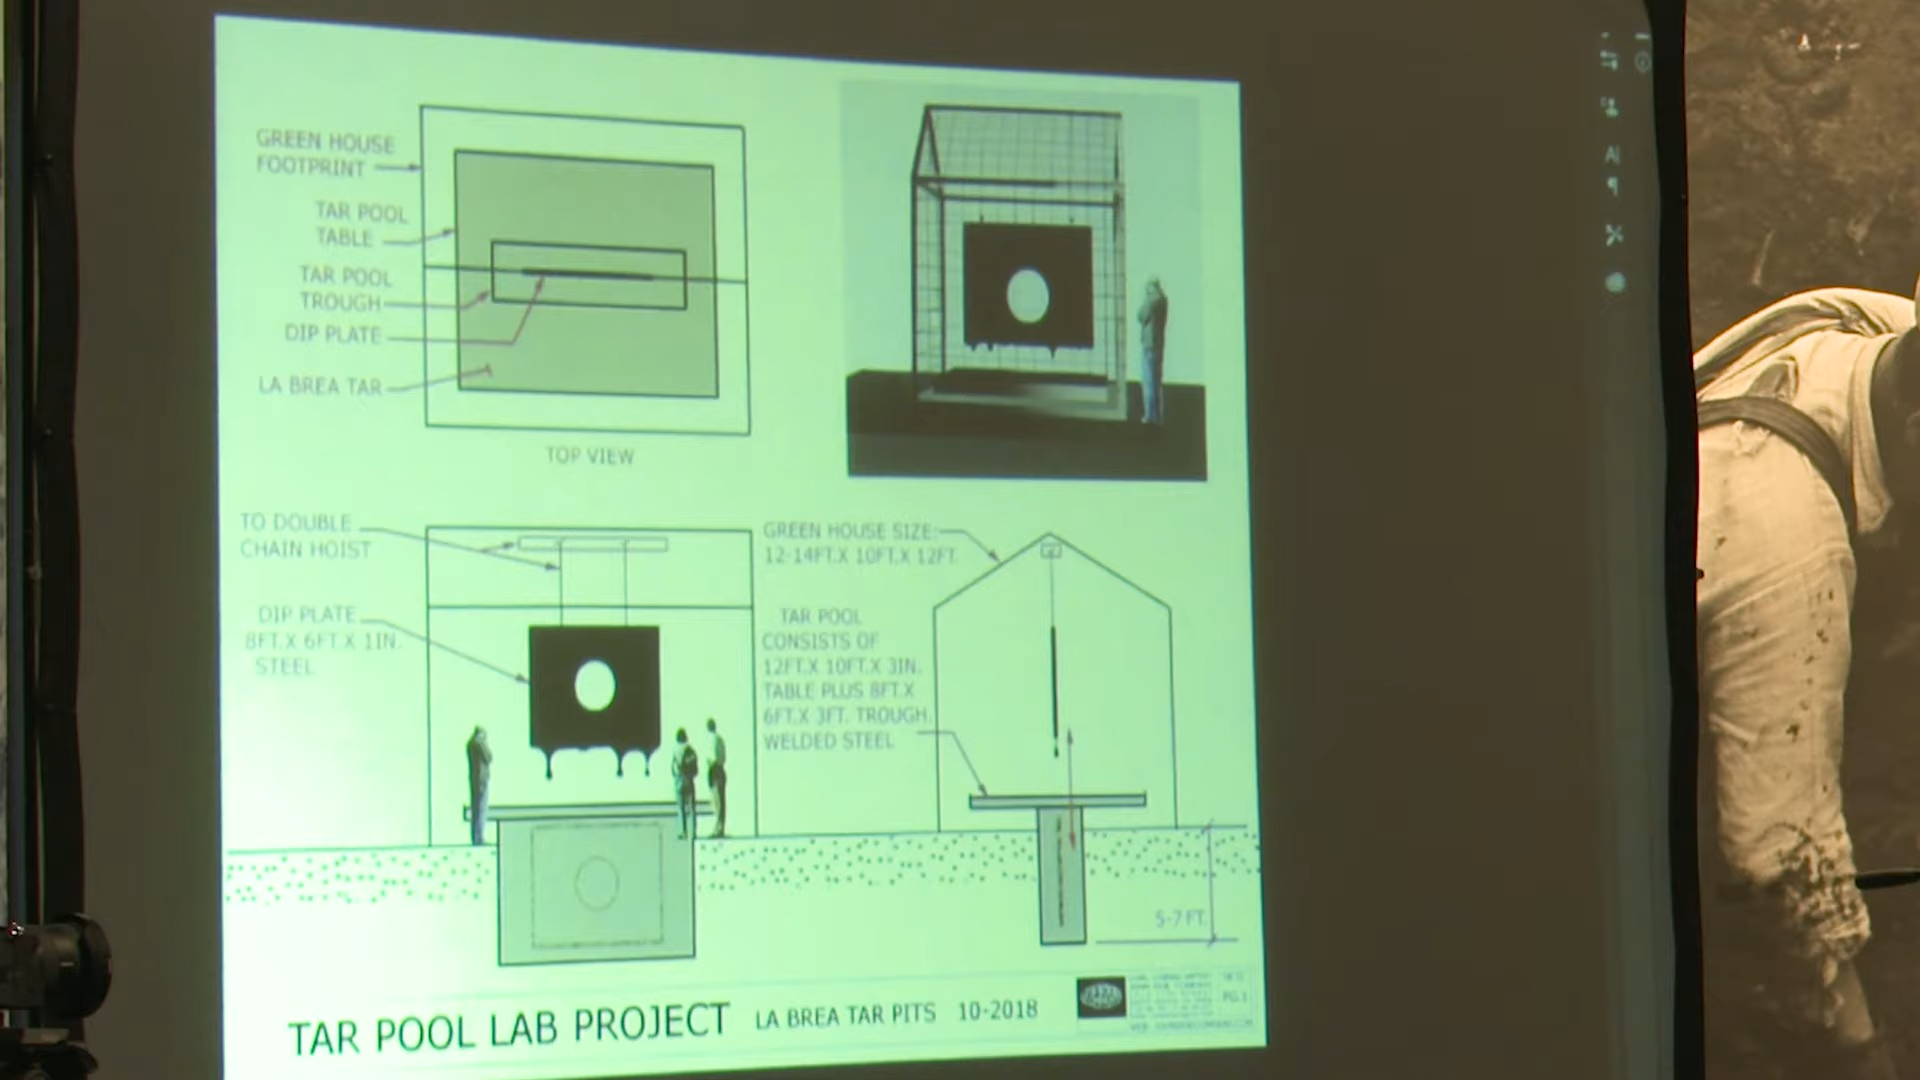 GREEN HOUSE
FOOTPRINT
TAR POOL
TABLE
TAR POOL
TROUGH
DIP PLATE
LA BREA TAR
TOP VIEW
TO DOUBLE
CHAIN HOIST
DIP PLATE
8FT.X 6FT.X 1IN.
STEEL
GREEN HOUSE SIZE:
12-14FT.X 10FT.X 12FT.
TAR POOL
CONSISTS OF
12FT.X 10FT.X 3IN.
TABLE PLUS 8FT.X
6FT.X 3FT. TROUGH.
WELDED STEEL
5-7 FT.
TAR POOL LAB PROJECT LA BREA TAR PITS 10-2018
PG.1